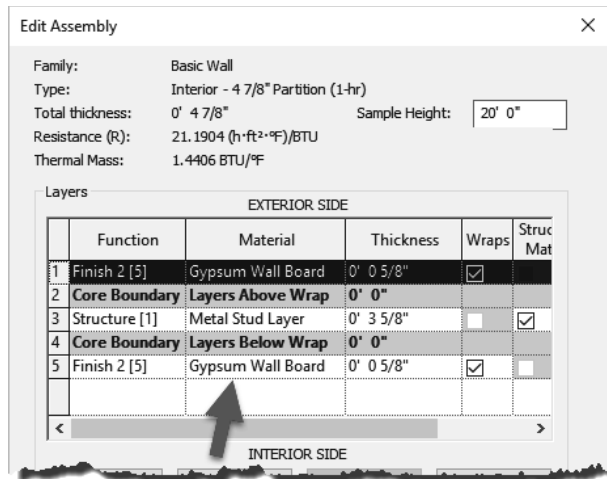 Edit Assembly
Family: Basic Wall
Type: Interior - 4 7/8" Partition (1-hr)
Total thickness: 0' 4 7/8" Sample Height: 20' 0"
Resistance (R): 21.1904 (h·ft²·°F)/BTU
Thermal Mass: 1.4406 BTU/°F
Layers
EXTERIOR SIDE
Function Material Thickness Wraps Struc Mat
1 Finish 2 [5] Gypsum Wall Board 0' 0 5/8"
2 Core Boundary Layers Above Wrap 0' 0"
3 Structure [1] Metal Stud Layer 0' 3 5/8"
4 Core Boundary Layers Below Wrap 0' 0"
5 Finish 2 [5] Gypsum Wall Board 0' 0 5/8"
INTERIOR SIDE